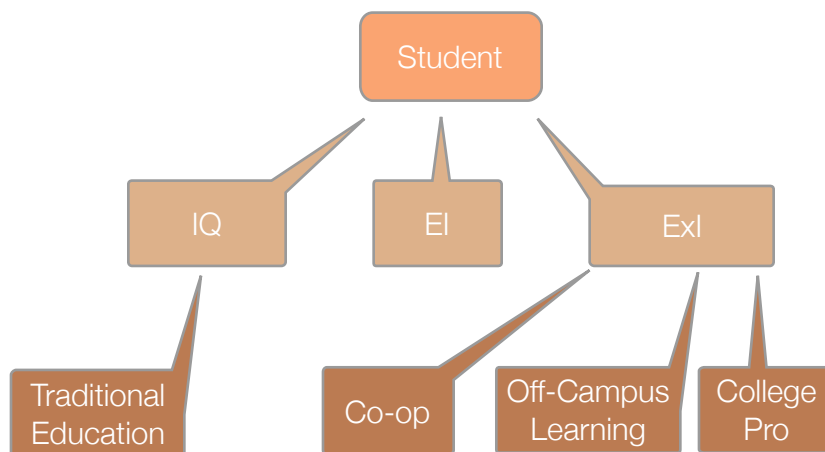 Student
IQ
EI
ExI
Traditional
Education
Co-op
Off-Campus
Learning
College
Pro